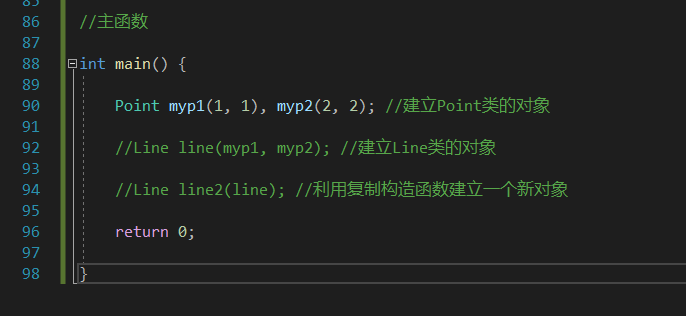 85
86 //主函数
87
88 int main() {
89
90 Point myp1(1, 1), myp2(2, 2); //建立Point类的对象
91
92 //Line line(myp1, myp2); //建立Line类的对象
93
94 //Line line2(line); //利用复制构造函数建立一个新对象
95
96 return 0;
97
98 }